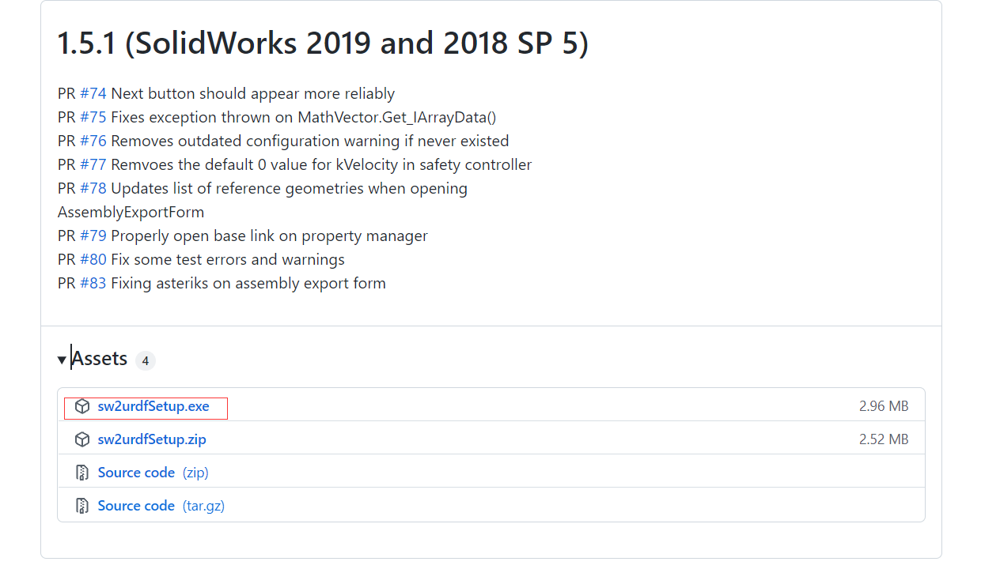 1.5.1 (SolidWorks 2019 and 2018 SP 5)
PR #74 Next button should appear more reliably
PR #75 Fixes exception thrown on MathVector.Get_IArrayData()
PR #76 Removes outdated configuration warning if never existed
PR #77 Remvoes the default 0 value for kVelocity in safety controller
PR #78 Updates list of reference geometries when opening
AssemblyExportForm
PR #79 Properly open base link on property manager
PR #80 Fix some test errors and warnings
PR #83 Fixing asteriks on assembly export form
Assets 4
sw2urdfSetup.exe 2.96 MB
sw2urdfSetup.zip 2.52 MB
Source code (zip)
Source code (tar.gz)